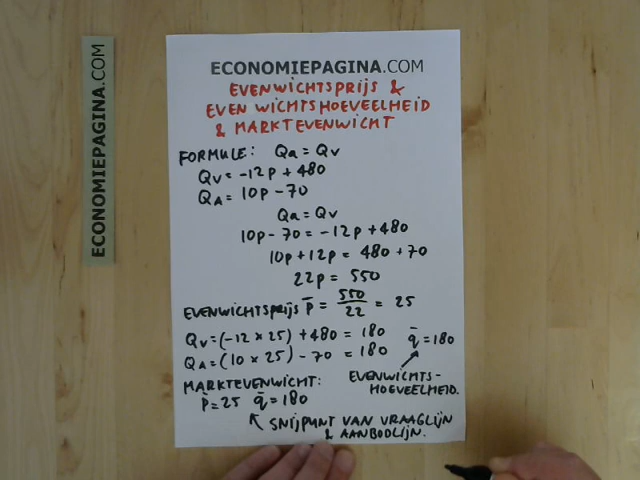 ECONOMIEPAGINA.COM
ECONOMIEPAGINA.COM
EVENWICHTSPRIJS &
EVENWICHTSHOEVEELHEID
& MARKTEVENWICHT
FORMULE: Qa = Qv
Qv = -12p + 480
QA = 10p - 70
Qa = Qv
10p - 70 = -12p + 480
10p + 12p = 480 + 70
22p = 550
EVENWICHTSPRIJS p̄ = 550/22 = 25
Qv = (-12 x 25) + 480 = 180
QA = (10 x 25) - 70 = 180
q̄ = 180
EVENWICHTS-
HOEVEELHEID.
MARKTEVENWICHT:
p̄ = 25 q̄ = 180
SNIJPUNT VAN VRAAGLIJN
& AANBODLIJN.